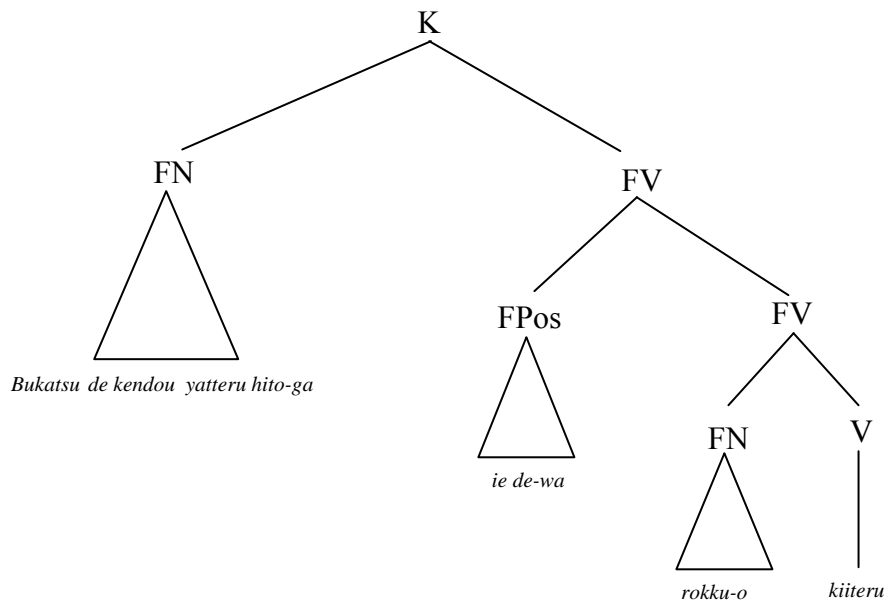 K
FN
FV
FPos
FV
Bukatsu de kendou yatteru hito-ga
FN
V
ie de-wa
rokku-o
kiiteru